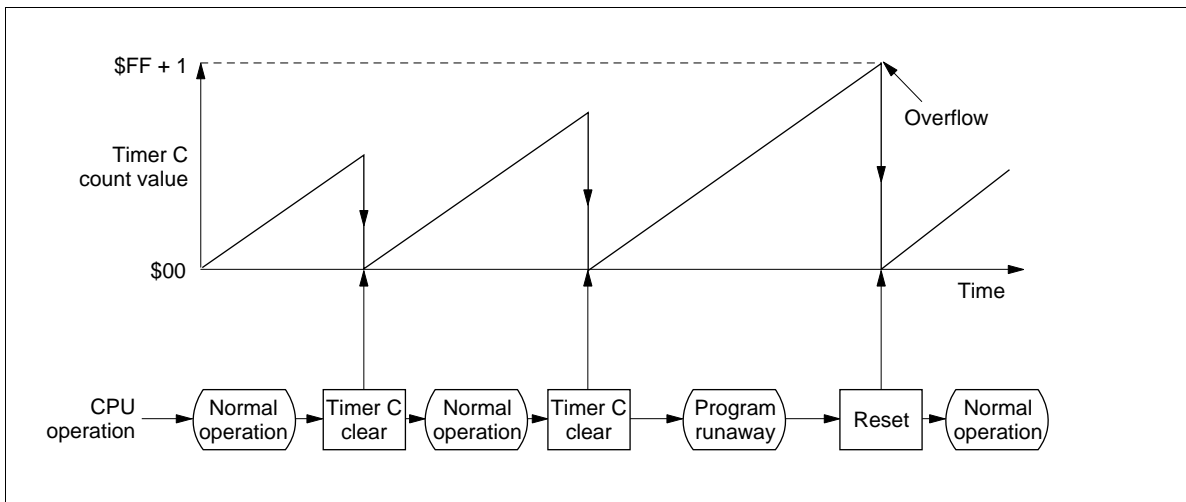 $FF + 1
Overflow
Timer C
count value
$00
Time
CPU
operation
Normal
operation
Timer C
clear
Normal
operation
Timer C
clear
Program
runaway
Reset
Normal
operation